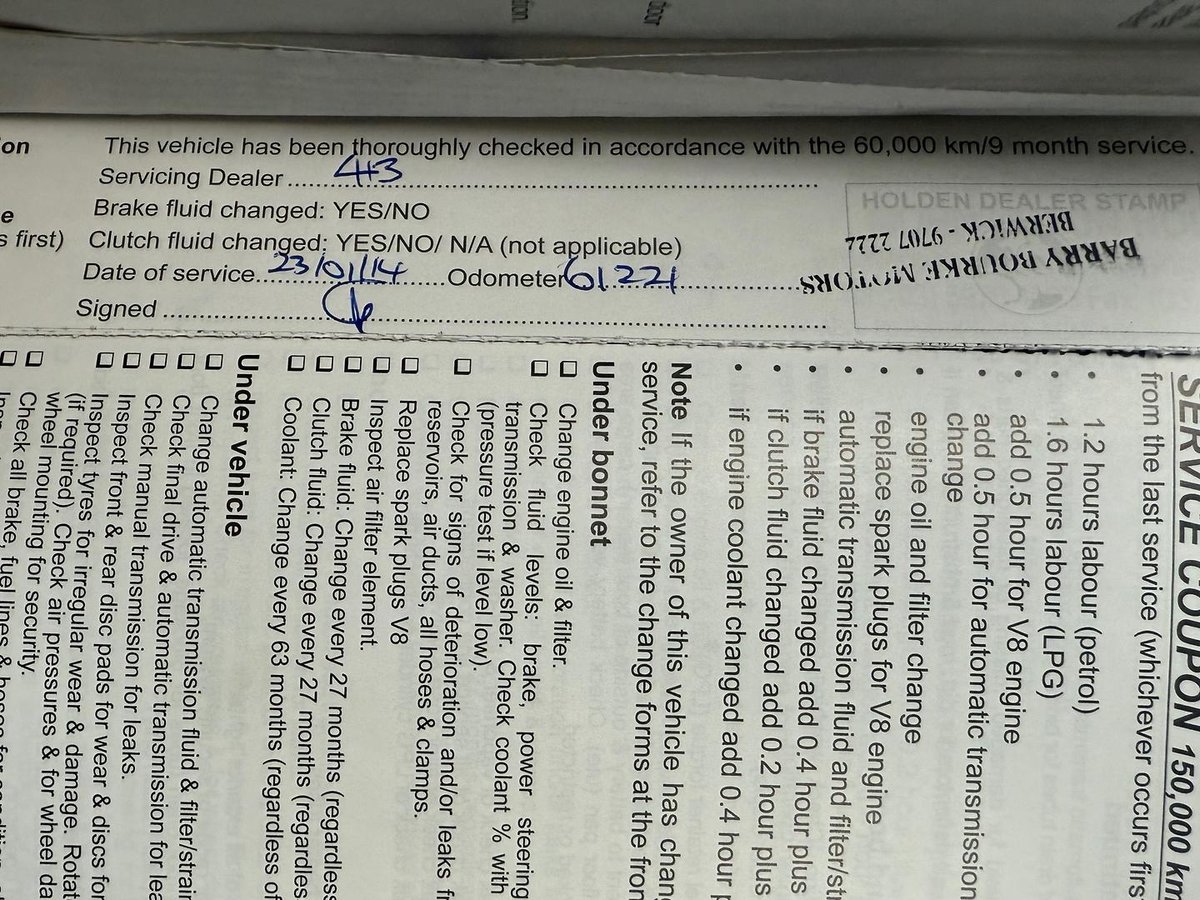 tion
dour
on
e
s first)
This vehicle has been thoroughly checked in accordance with the 60,000 km/9 month service.
Servicing Dealer 43
Brake fluid changed: YES/NO
Clutch fluid changed: YES/NO/ N/A (not applicable)
Date of service 23/01/14 Odometer 61221
Signed
HOLDEN DEALER STAMP
BARRY BOURKE MOTORS
BERWICK - 9707 2222
SERVICE COUPON 150,000 km
from the last service (whichever occurs first
• 1.2 hours labour (petrol)
• 1.6 hours labour (LPG)
• add 0.5 hour for V8 engine
• add 0.5 hour for automatic transmission
change
• engine oil and filter change
• replace spark plugs for V8 engine
• automatic transmission fluid and filter/str
• if brake fluid changed add 0.4 hour plus
• if clutch fluid changed add 0.2 hour plus
• if engine coolant changed add 0.4 hour p
Note If the owner of this vehicle has chan
service, refer to the change forms at the fron
Under bonnet
Change engine oil & filter.
Check fluid levels: brake, power steering
transmission & washer. Check coolant % with
(pressure test if level low).
Check for signs of deterioration and/or leaks f
reservoirs, air ducts, all hoses & clamps.
Replace spark plugs V8
Inspect air filter element.
Brake fluid: Change every 27 months (regardless
Clutch fluid: Change every 27 months (regardles
Coolant: Change every 63 months (regardless of
Under vehicle
Change automatic transmission fluid & filter/strain
Check final drive & automatic transmission for lea
Check manual transmission for leaks.
Inspect front & rear disc pads for wear & discs for
Inspect tyres for irregular wear & damage. Rotat
(if required). Check air pressures & for wheel da
wheel mounting for security.
Check all brake, fuel lines & hoses for condition